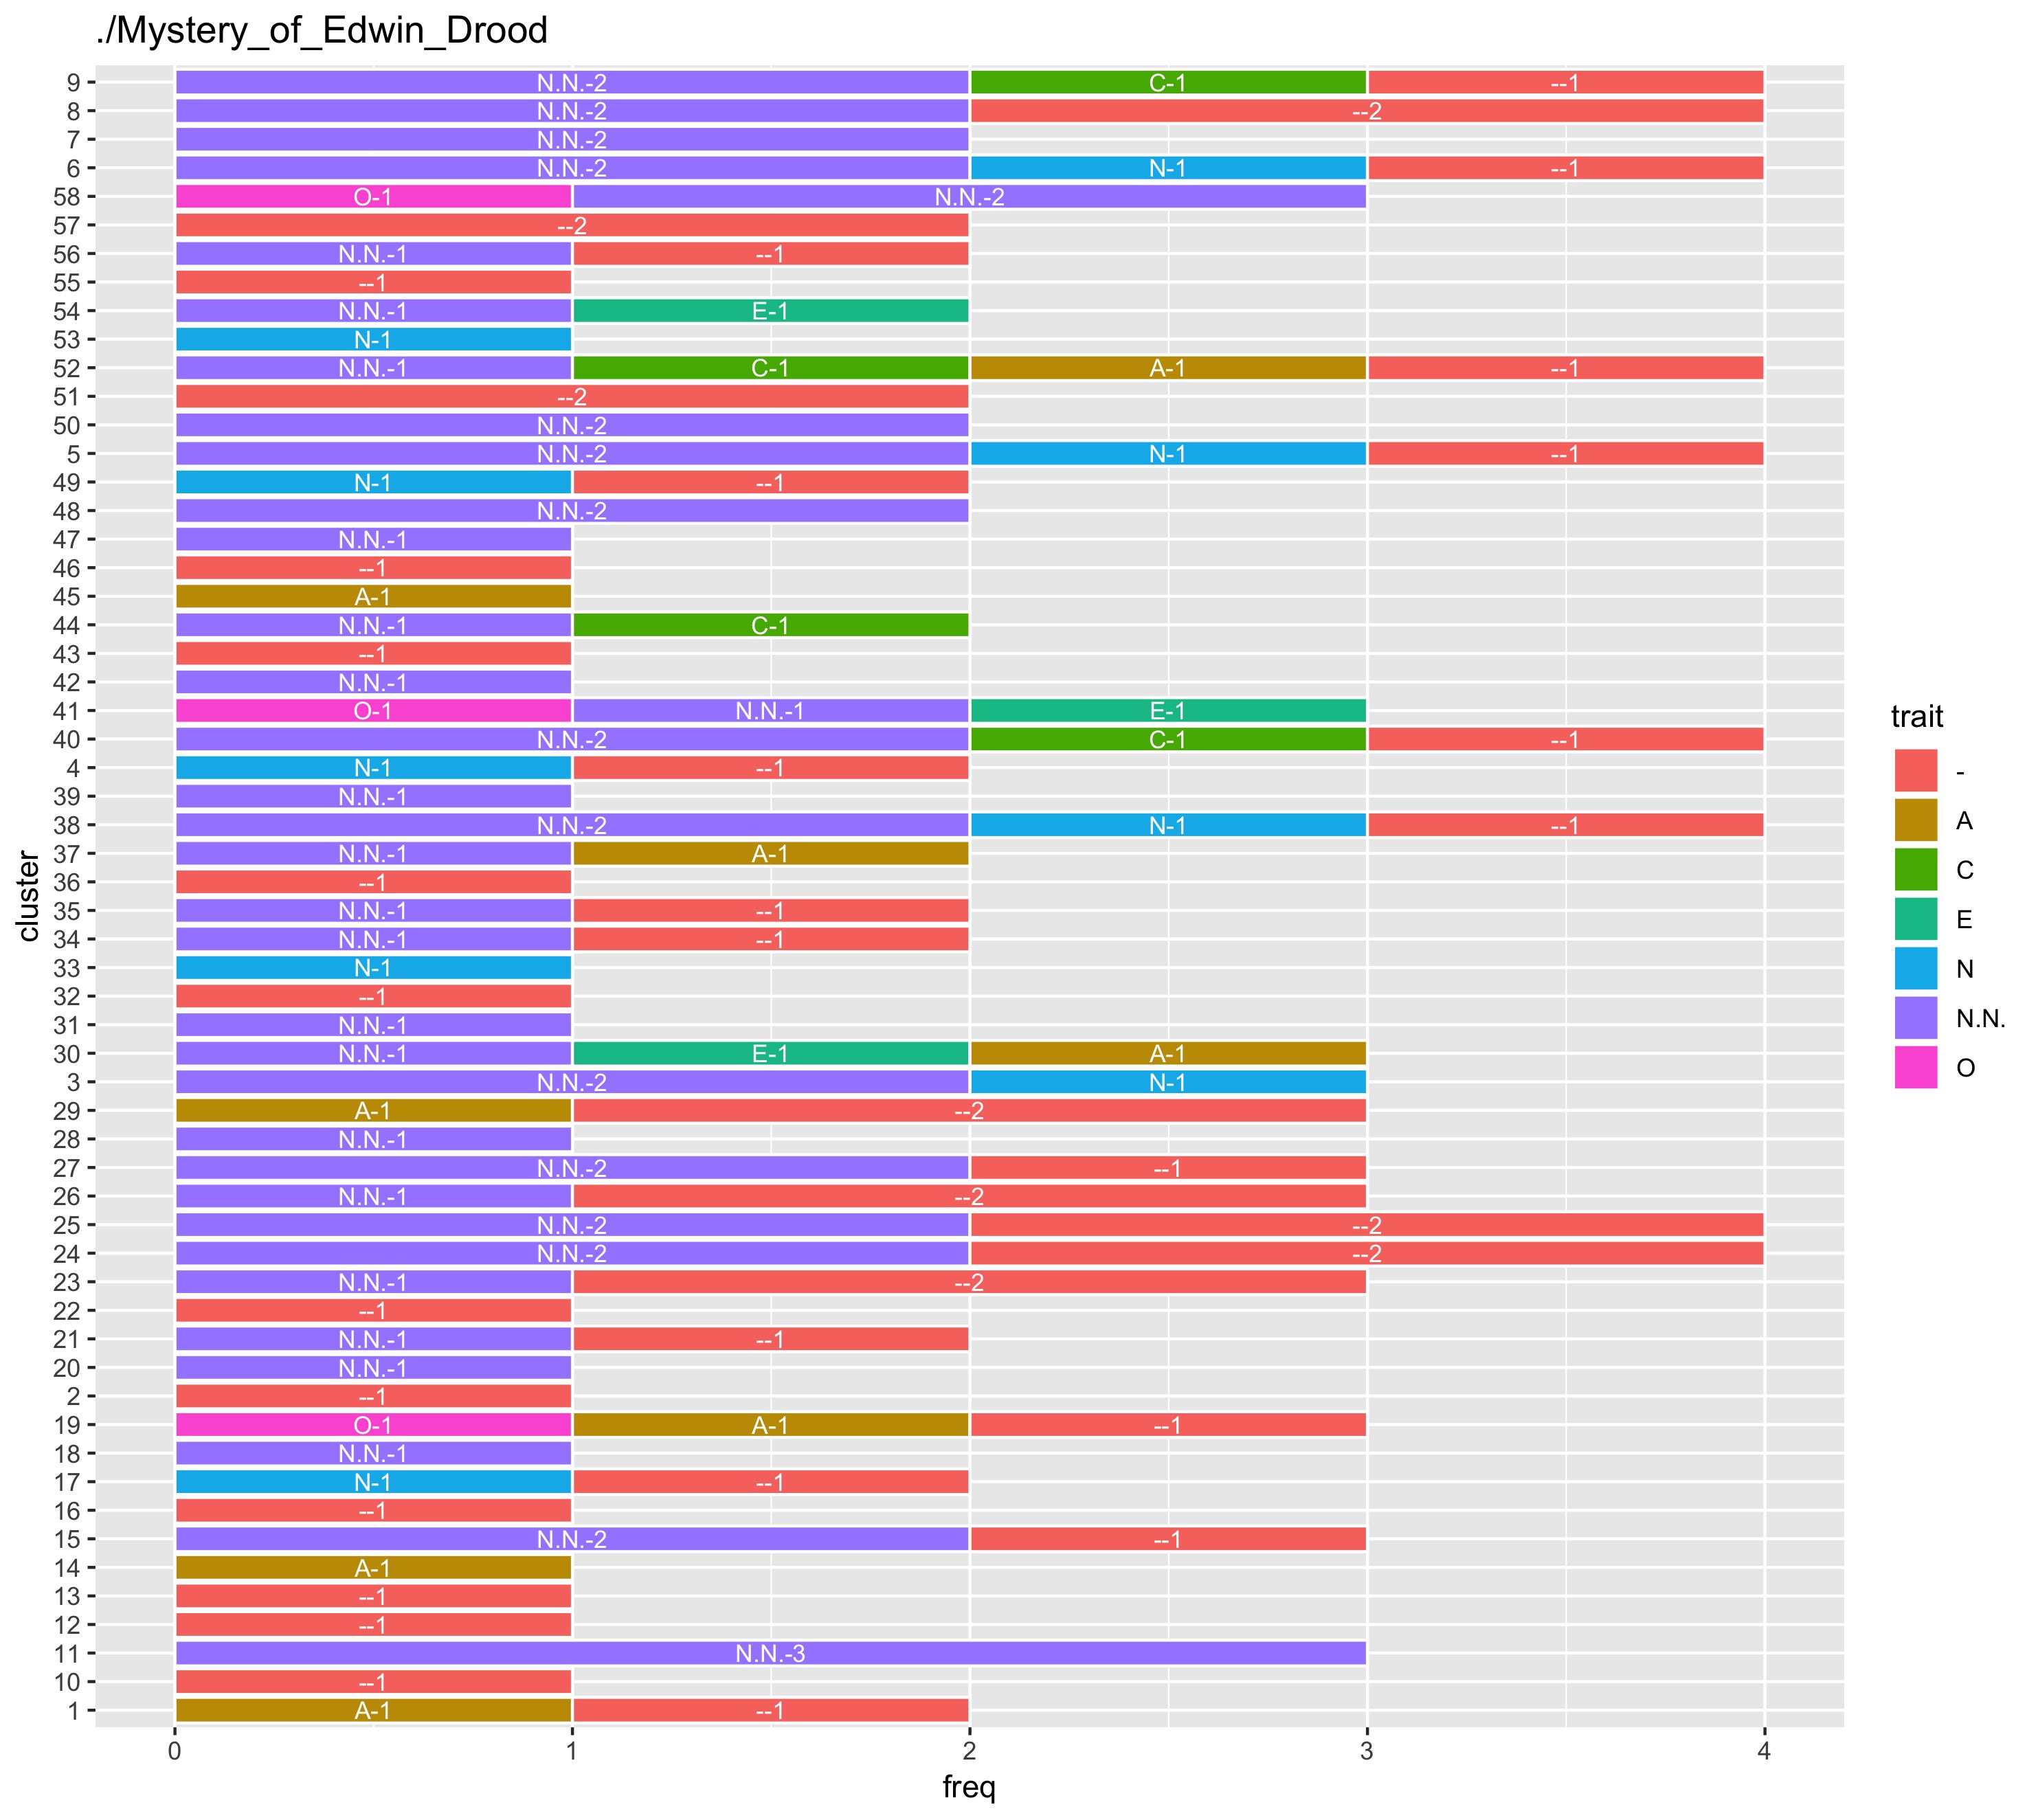 ./Mystery_of_Edwin_Drood
9 N.N.-2 C-1 --1
8 N.N.-2 --2
7 N.N.-2
6 N.N.-2 N-1 --1
58 O-1 N.N.-2
57 --2
56 N.N.-1 --1
55 --1
54 N.N.-1 E-1
53 N-1
52 N.N.-1 C-1 A-1 --1
51 --2
50 N.N.-2
5 N.N.-2 N-1 --1
49 N-1 --1
48 N.N.-2
47 N.N.-1
46 --1
45 A-1
44 N.N.-1 C-1
43 --1
42 N.N.-1
41 O-1 N.N.-1 E-1
40 N.N.-2 C-1 --1
4 N-1 --1
39 N.N.-1
38 N.N.-2 N-1 --1
37 N.N.-1 A-1
36 --1
35 N.N.-1 --1
34 N.N.-1 --1
33 N-1
32 --1
31 N.N.-1
30 N.N.-1 E-1 A-1
3 N.N.-2 N-1
29 A-1 --2
28 N.N.-1
27 N.N.-2 --1
26 N.N.-1 --2
25 N.N.-2 --2
24 N.N.-2 --2
23 N.N.-1 --2
22 --1
21 N.N.-1 --1
20 N.N.-1
2 --1
19 O-1 A-1 --1
18 N.N.-1
17 N-1 --1
16 --1
15 N.N.-2 --1
14 A-1
13 --1
12 --1
11 N.N.-3
10 --1
1 A-1 --1
0 1 2 3 4
freq
cluster
trait
-
A
C
E
N
N.N.
O